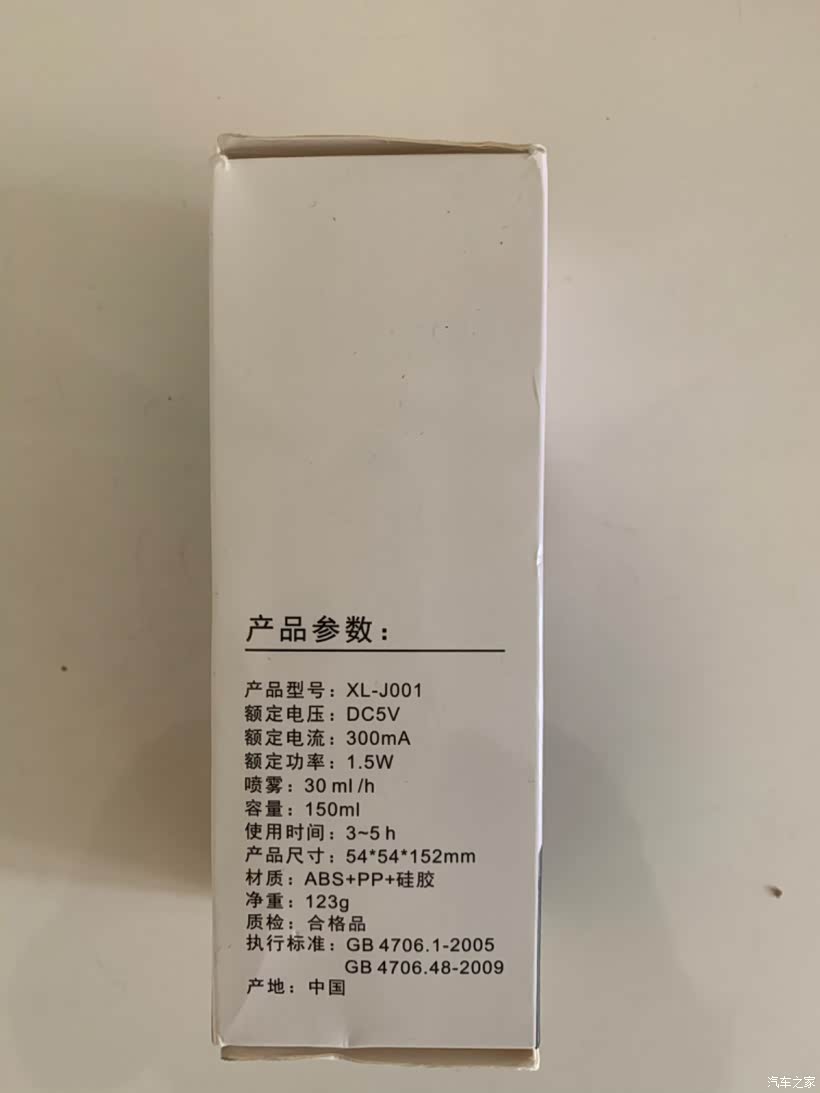 产品参数：
产品型号：XL-J001
额定电压：DC5V
额定电流：300mA
额定功率：1.5W
喷雾：30 ml /h
容量：150ml
使用时间：3~5 h
产品尺寸：54*54*152mm
材质：ABS+PP+硅胶
净重：123g
质检：合格品
执行标准：GB 4706.1-2005
GB 4706.48-2009
产地：中国
汽车之家